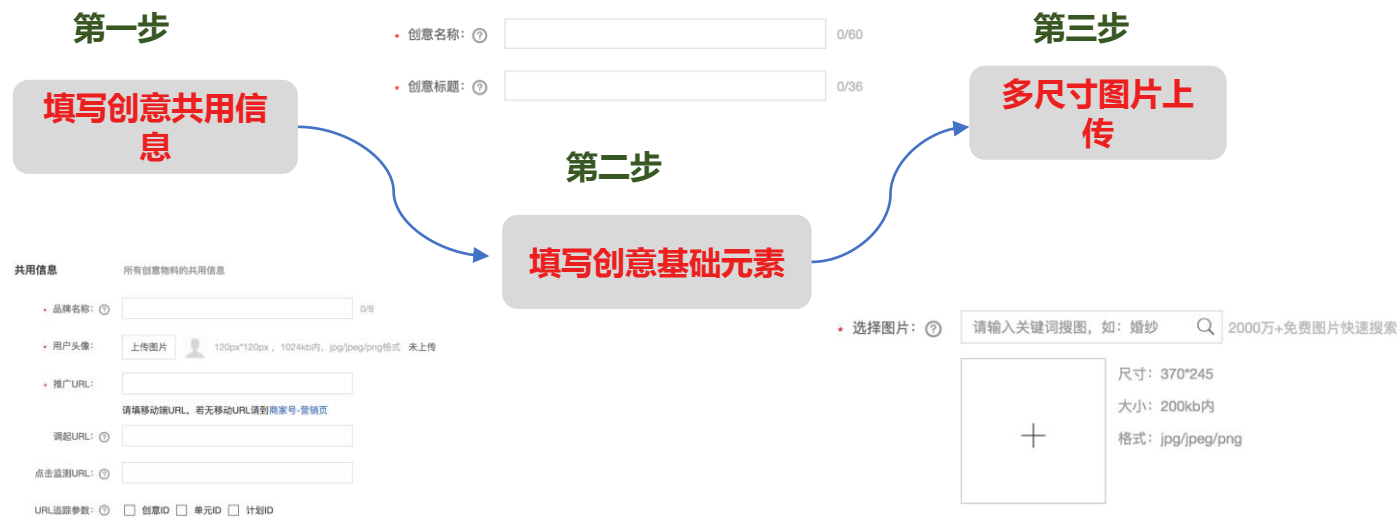 第一步
填写创意共用信
息
共用信息 所有创意物料的共用信息
* 品牌名称: ? 0/8
* 用户头像: 上传图片 120px*120px ，1024kb内，jpg/jpeg/png格式 未上传
* 推广URL:
请填移动端URL，若无移动URL请到商家号-营销页
调起URL: ?
点击监测URL: ?
URL追踪参数: ? 创意ID 单元ID 计划ID
* 创意名称: ? 0/60
* 创意标题: ? 0/36
第二步
填写创意基础元素
第三步
多尺寸图片上
传
* 选择图片: ? 请输入关键词搜图，如：婚纱 2000万+免费图片快速搜索
尺寸：370*245
大小：200kb内
格式：jpg/jpeg/png